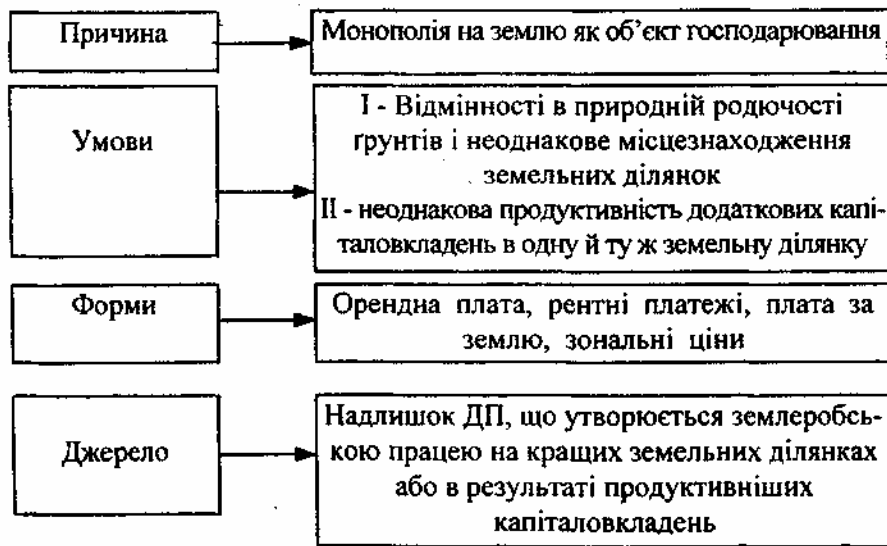 Причина
Монополія на землю як об’єкт господарювання
Умови
І - Відмінності в природній родючості
ґрунтів і неоднакове місцезнаходження
земельних ділянок
ІІ - неоднакова продуктивність додаткових капі-
таловкладень в одну й ту ж земельну ділянку
Форми
Орендна плата, рентні платежі, плата за
землю, зональні ціни
Джерело
Надлишок ДП, що утворюється землеробсь-
кою працею на кращих земельних ділянках
або в результаті продуктивніших
капіталовкладень